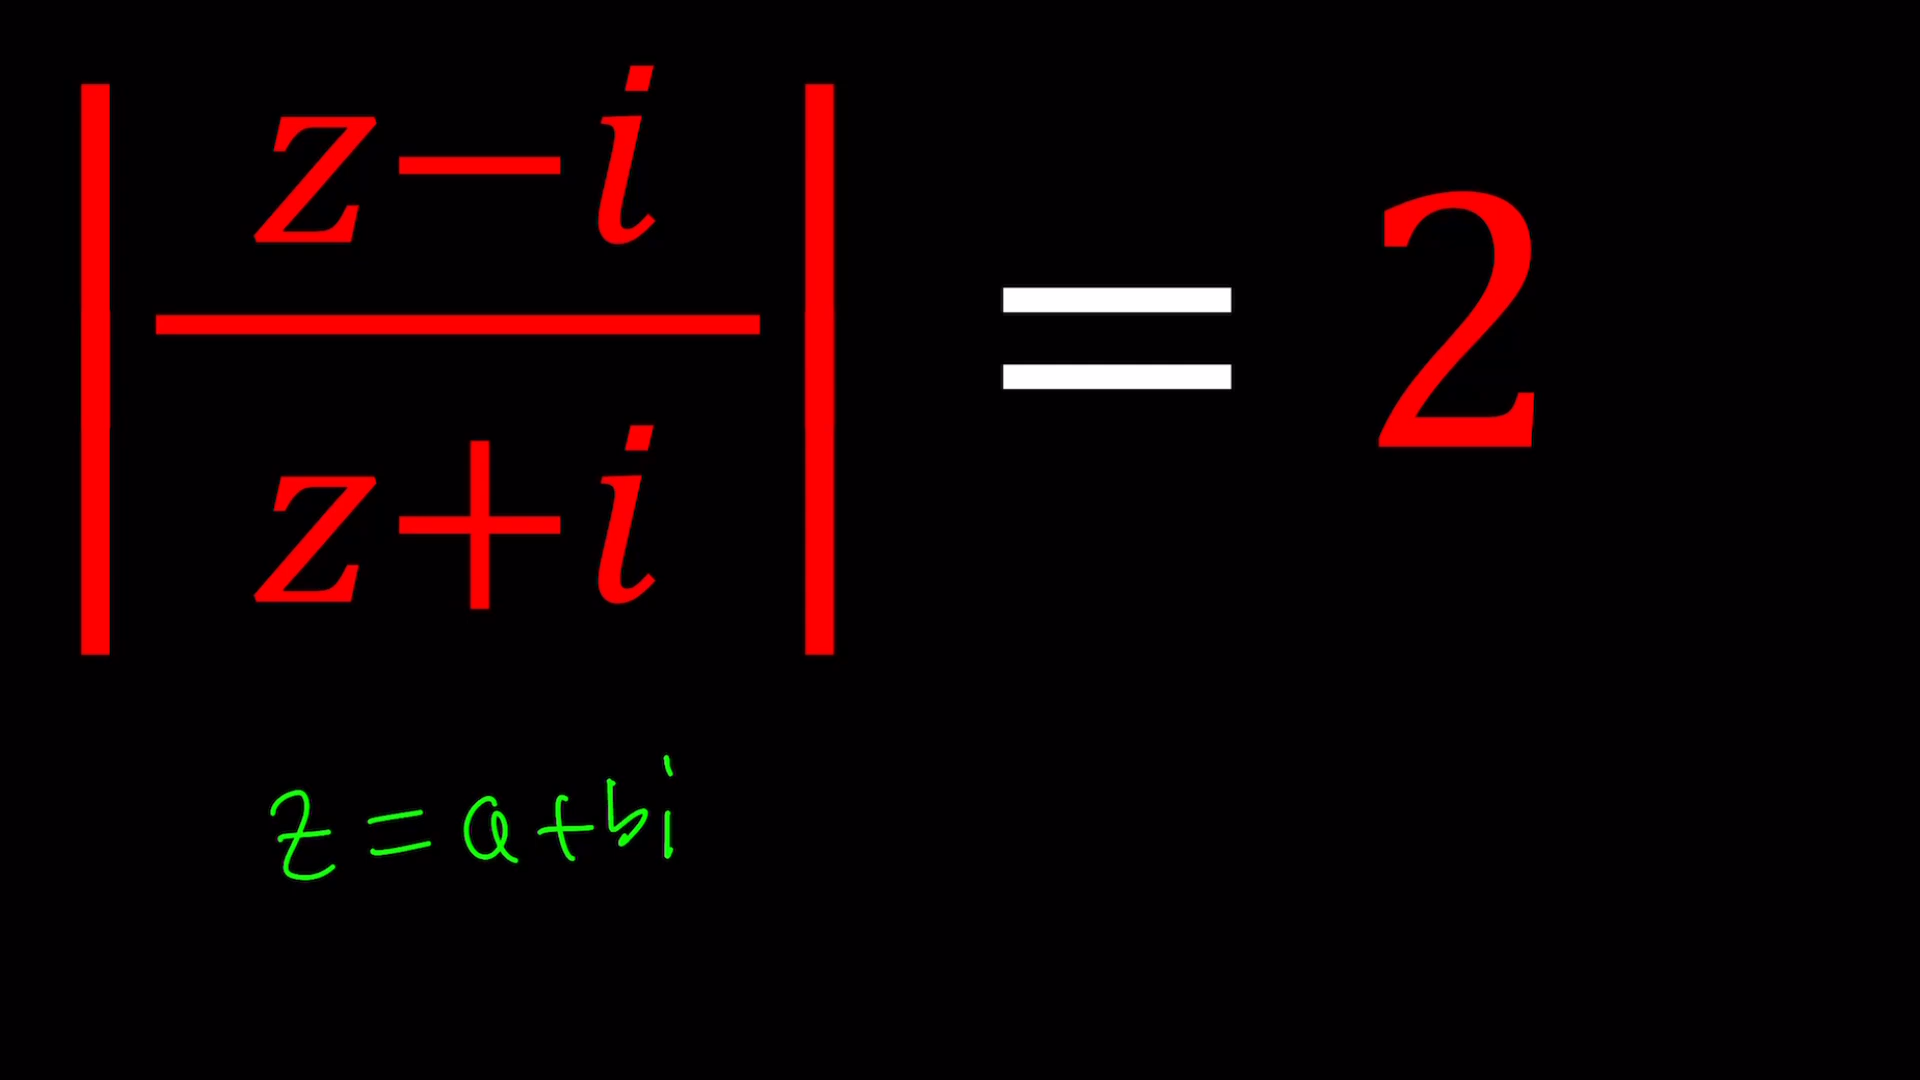 |z−i / z+i| = 2
z = a+bi